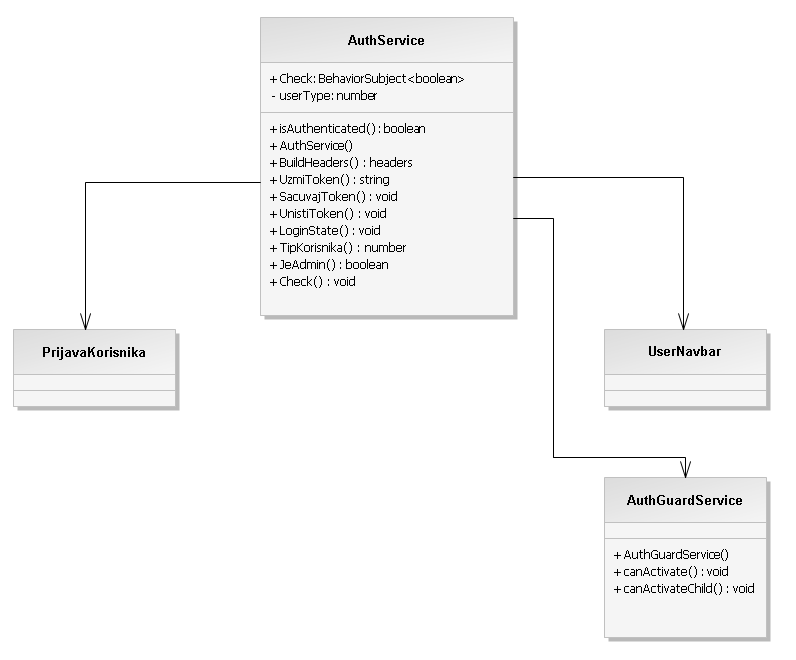 AuthService
+ Check: BehaviorSubject<boolean>
- userType: number
+ isAuthenticated() : boolean
+ AuthService()
+ BuildHeaders() : headers
+ UzmiToken() : string
+ SacuvajToken() : void
+ UnistiToken() : void
+ LoginState() : void
+ TipKorisnika() : number
+ JeAdmin() : boolean
+ Check() : void
PrijavaKorisnika
UserNavbar
AuthGuardService
+ AuthGuardService()
+ canActivate() : void
+ canActivateChild() : void